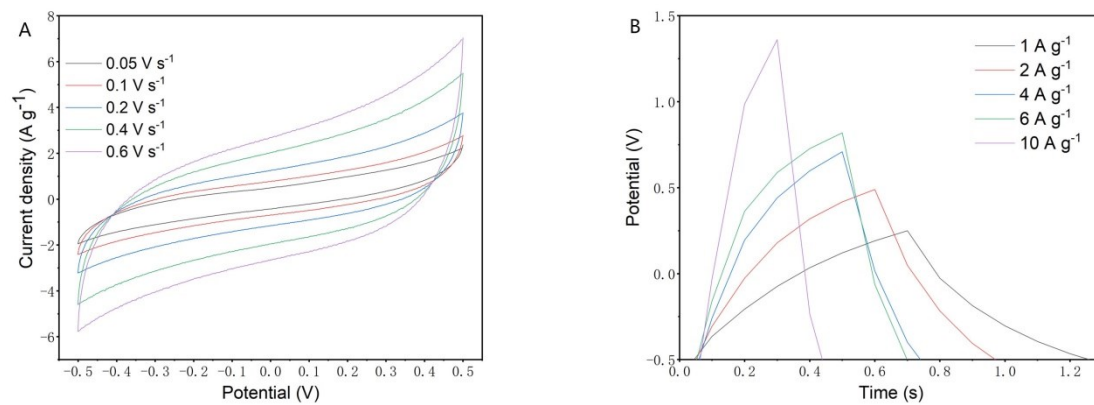 A
0.05 V s⁻¹
0.1 V s⁻¹
0.2 V s⁻¹
0.4 V s⁻¹
0.6 V s⁻¹
Current density (A g⁻¹)
8
6
4
2
0
-2
-4
-6
-0.5 -0.4 -0.3 -0.2 -0.1 0.0 0.1 0.2 0.3 0.4 0.5
Potential (V)
B
1 A g⁻¹
2 A g⁻¹
4 A g⁻¹
6 A g⁻¹
10 A g⁻¹
Potential (V)
1.5
1.0
0.5
0.0
-0.5
0.0 0.2 0.4 0.6 0.8 1.0 1.2
Time (s)